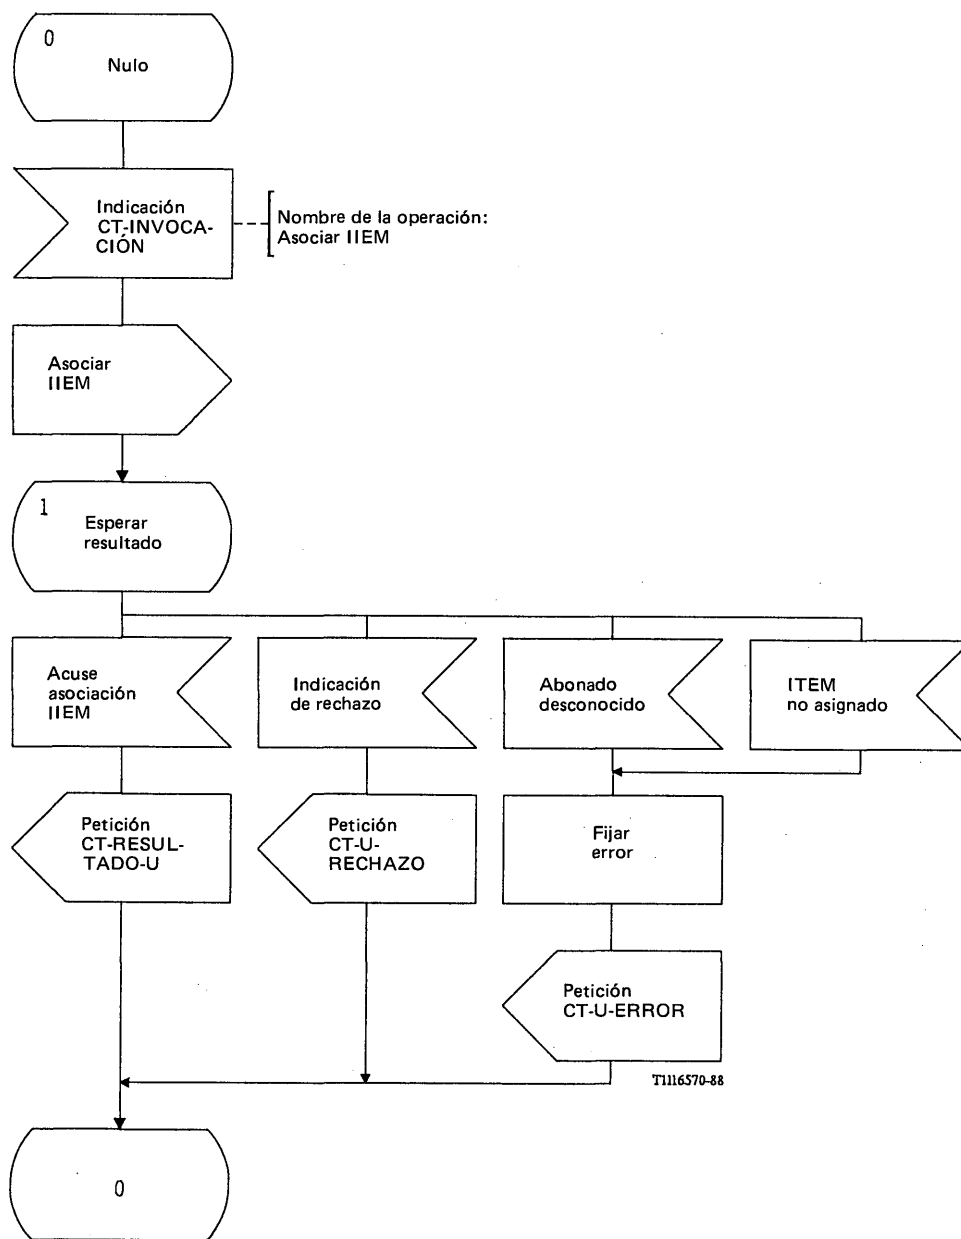 0
Nulo
Indicación
CT-INVOCA-
CIÓN
Nombre de la operación:
Asociar IIEM
Asociar
IIEM
1
Esperar
resultado
Acuse
asociación
IIEM
Indicación
de rechazo
Abonado
desconocido
ITEM
no asignado
Petición
CT-RESUL-
TADO-U
Petición
CT-U-
RECHAZO
Fijar
error
Petición
CT-U-ERROR
T1116570-88
0